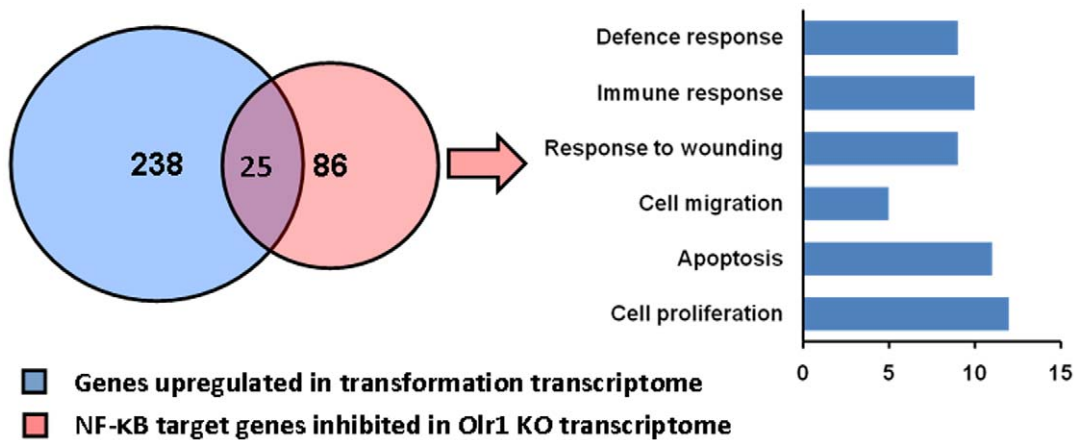 238
25
86
Defence response
Immune response
Response to wounding
Cell migration
Apoptosis
Cell proliferation
0 5 10 15
Genes upregulated in transformation transcriptome
NF-κB target genes inhibited in Olr1 KO transcriptome